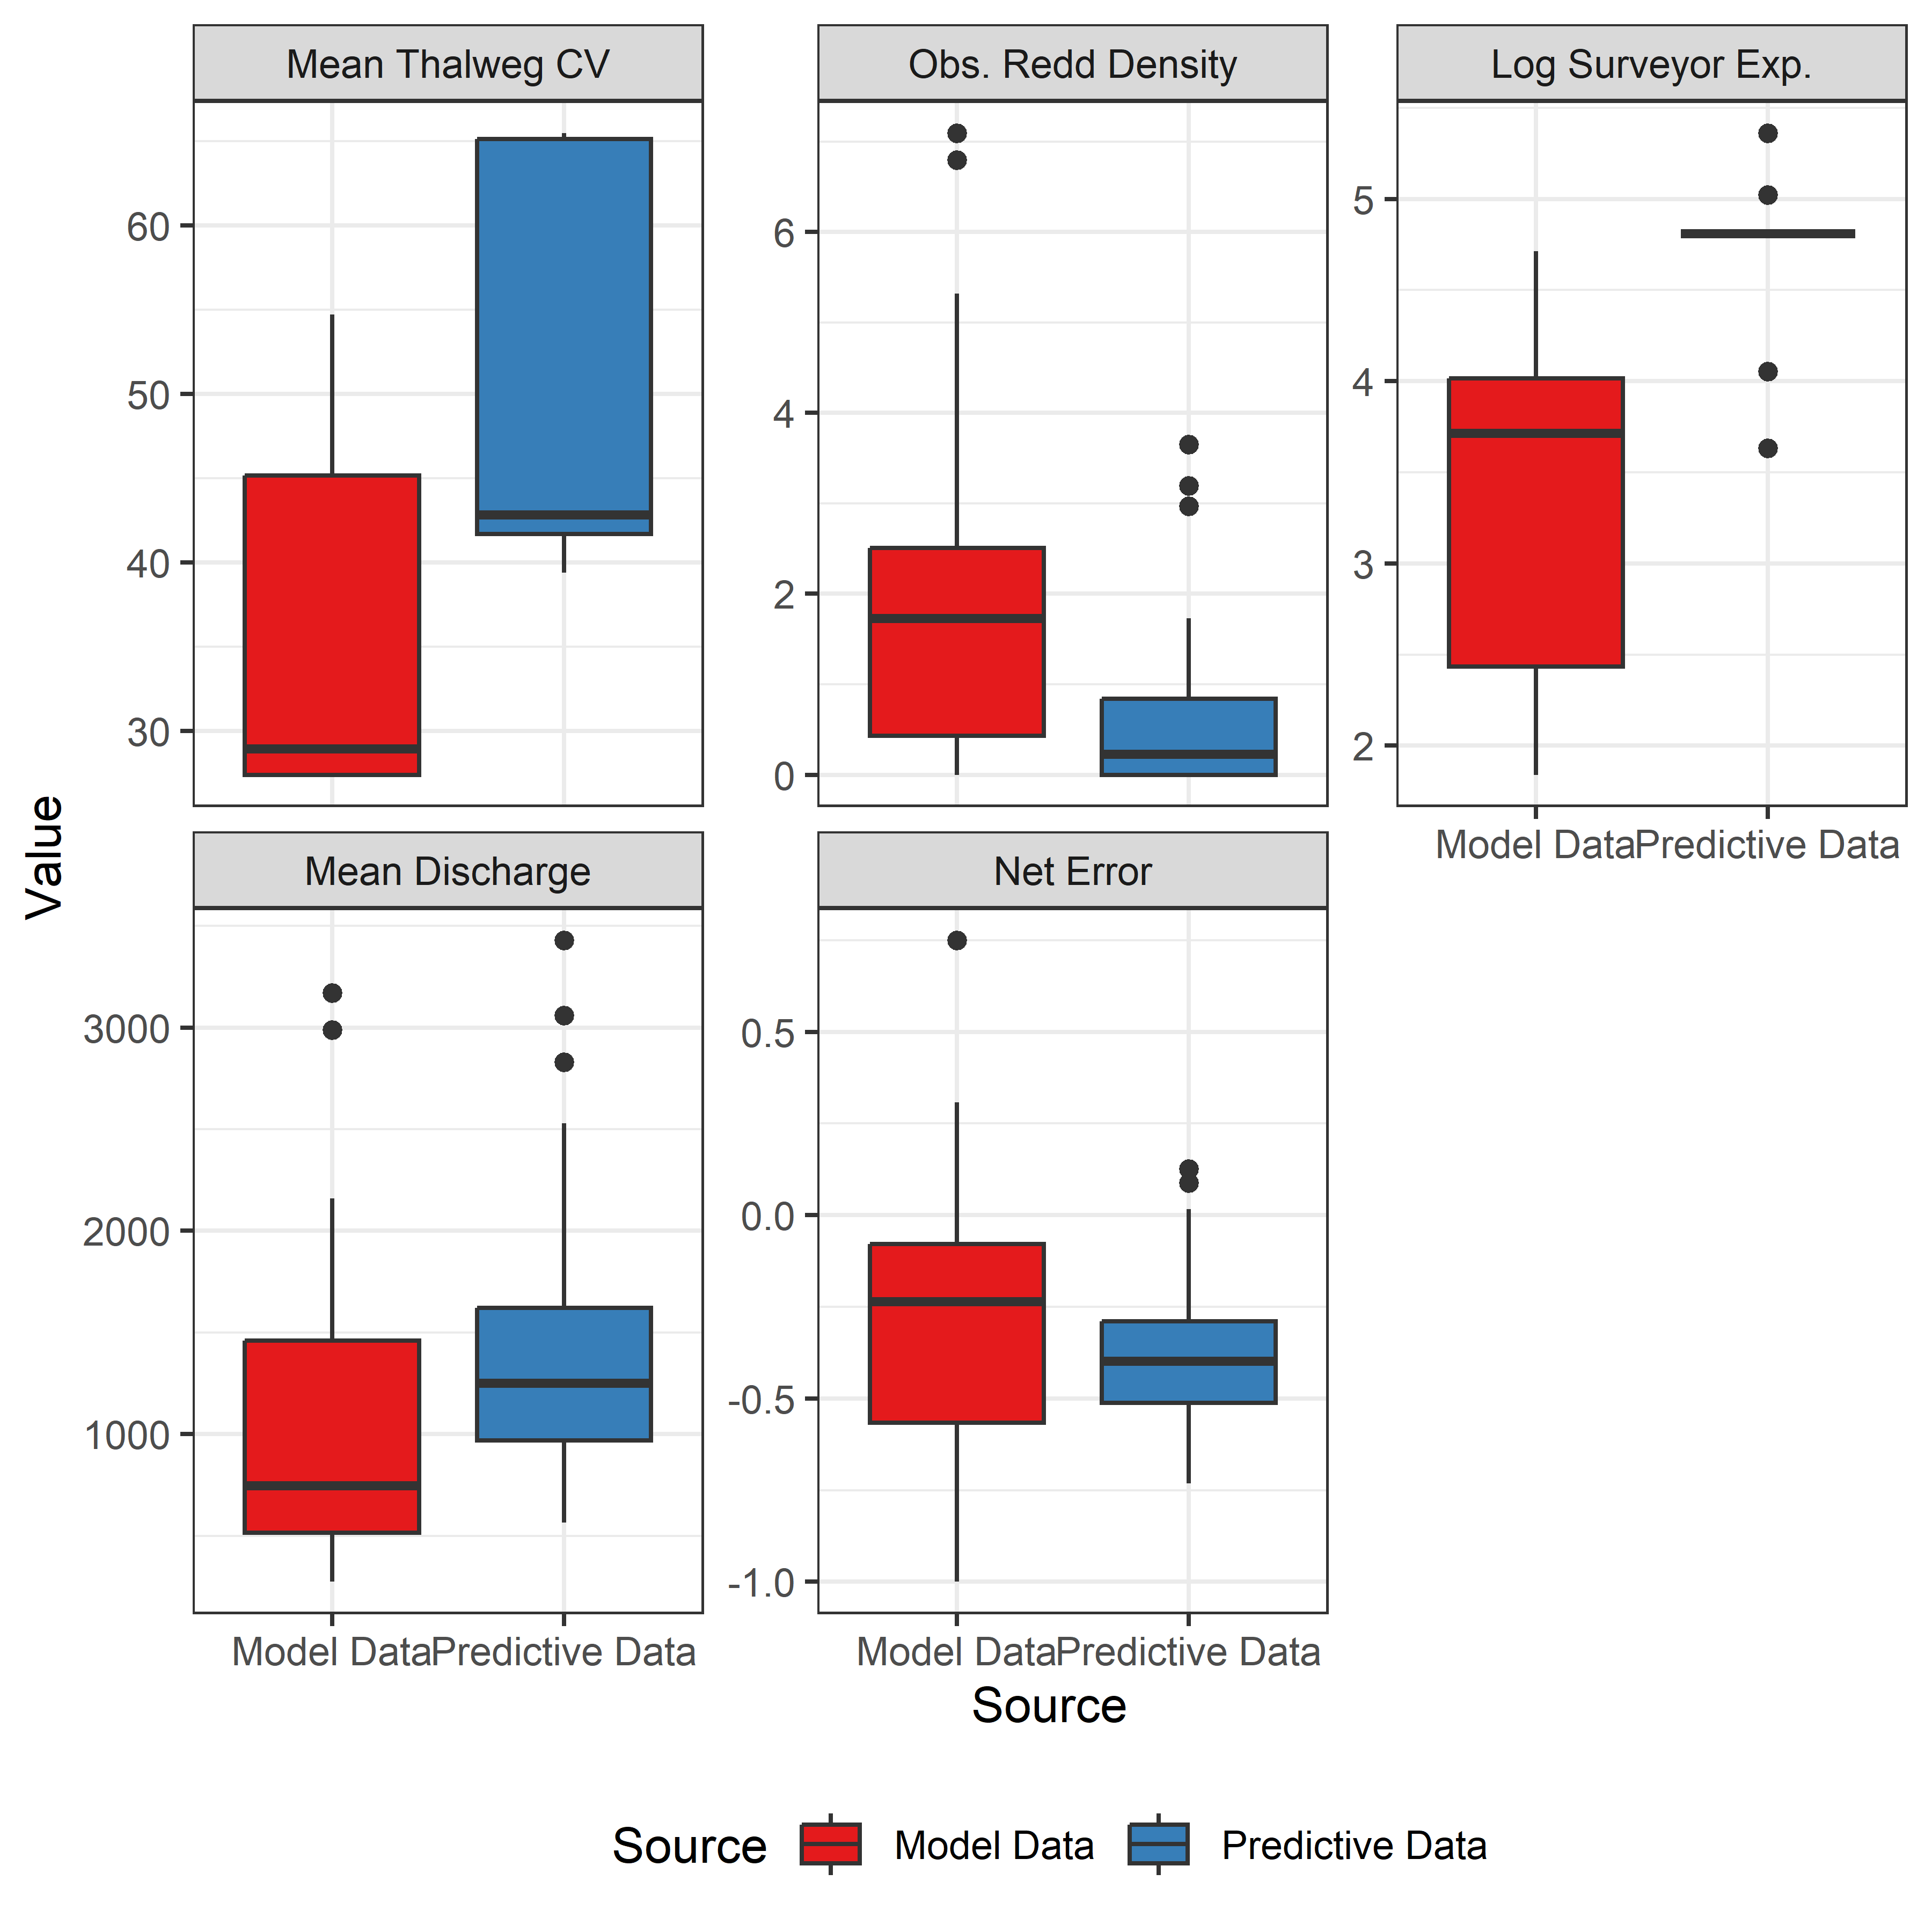 Mean Thalweg CV
Obs. Redd Density
Log Surveyor Exp.
60
50
40
30
6
4
2
0
5
4
3
2
Model Data Predictive Data
Value
Mean Discharge
Net Error
3000
2000
1000
0.5
0.0
-0.5
-1.0
Model Data Predictive Data
Model Data Predictive Data
Source
Source Model Data Predictive Data